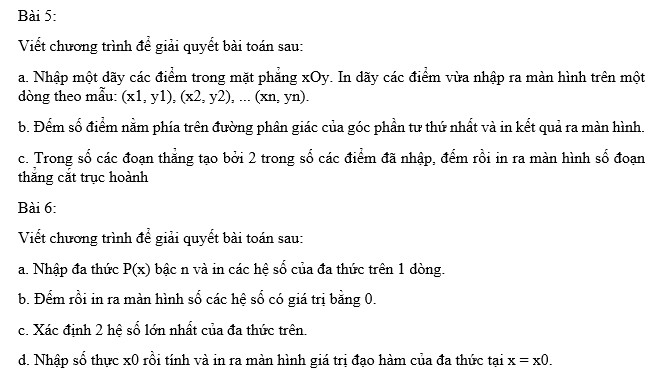 Bài 5:
Viết chương trình để giải quyết bài toán sau:
a. Nhập một dãy các điểm trong mặt phẳng xOy. In dãy các điểm vừa nhập ra màn hình trên một
dòng theo mẫu: (x1, y1), (x2, y2), ... (xn, yn).
b. Đếm số điểm nằm phía trên đường phân giác của góc phần tư thứ nhất và in kết quả ra màn hình.
c. Trong số các đoạn thẳng tạo bởi 2 trong số các điểm đã nhập, đếm rồi in ra màn hình số đoạn
thẳng cắt trục hoành
Bài 6:
Viết chương trình để giải quyết bài toán sau:
a. Nhập đa thức P(x) bậc n và in các hệ số của đa thức trên 1 dòng.
b. Đếm rồi in ra màn hình số các hệ số có giá trị bằng 0.
c. Xác định 2 hệ số lớn nhất của đa thức trên.
d. Nhập số thực x0 rồi tính và in ra màn hình giá trị đạo hàm của đa thức tại x = x0.